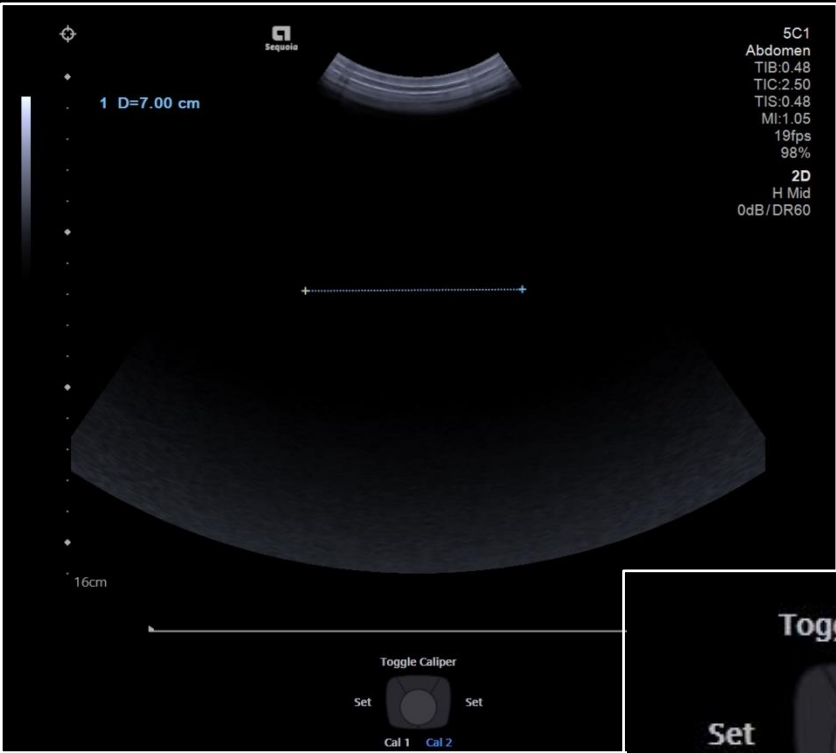 Sequoia
5C1
Abdomen
TIB:0.48
TIC:2.50
TIS:0.48
MI:1.05
19fps
98%
2D
H Mid
0dB/DR60
1 D=7.00 cm
16cm
Toggle Caliper
Set Set
Cal 1 Cal 2
Togg
Set